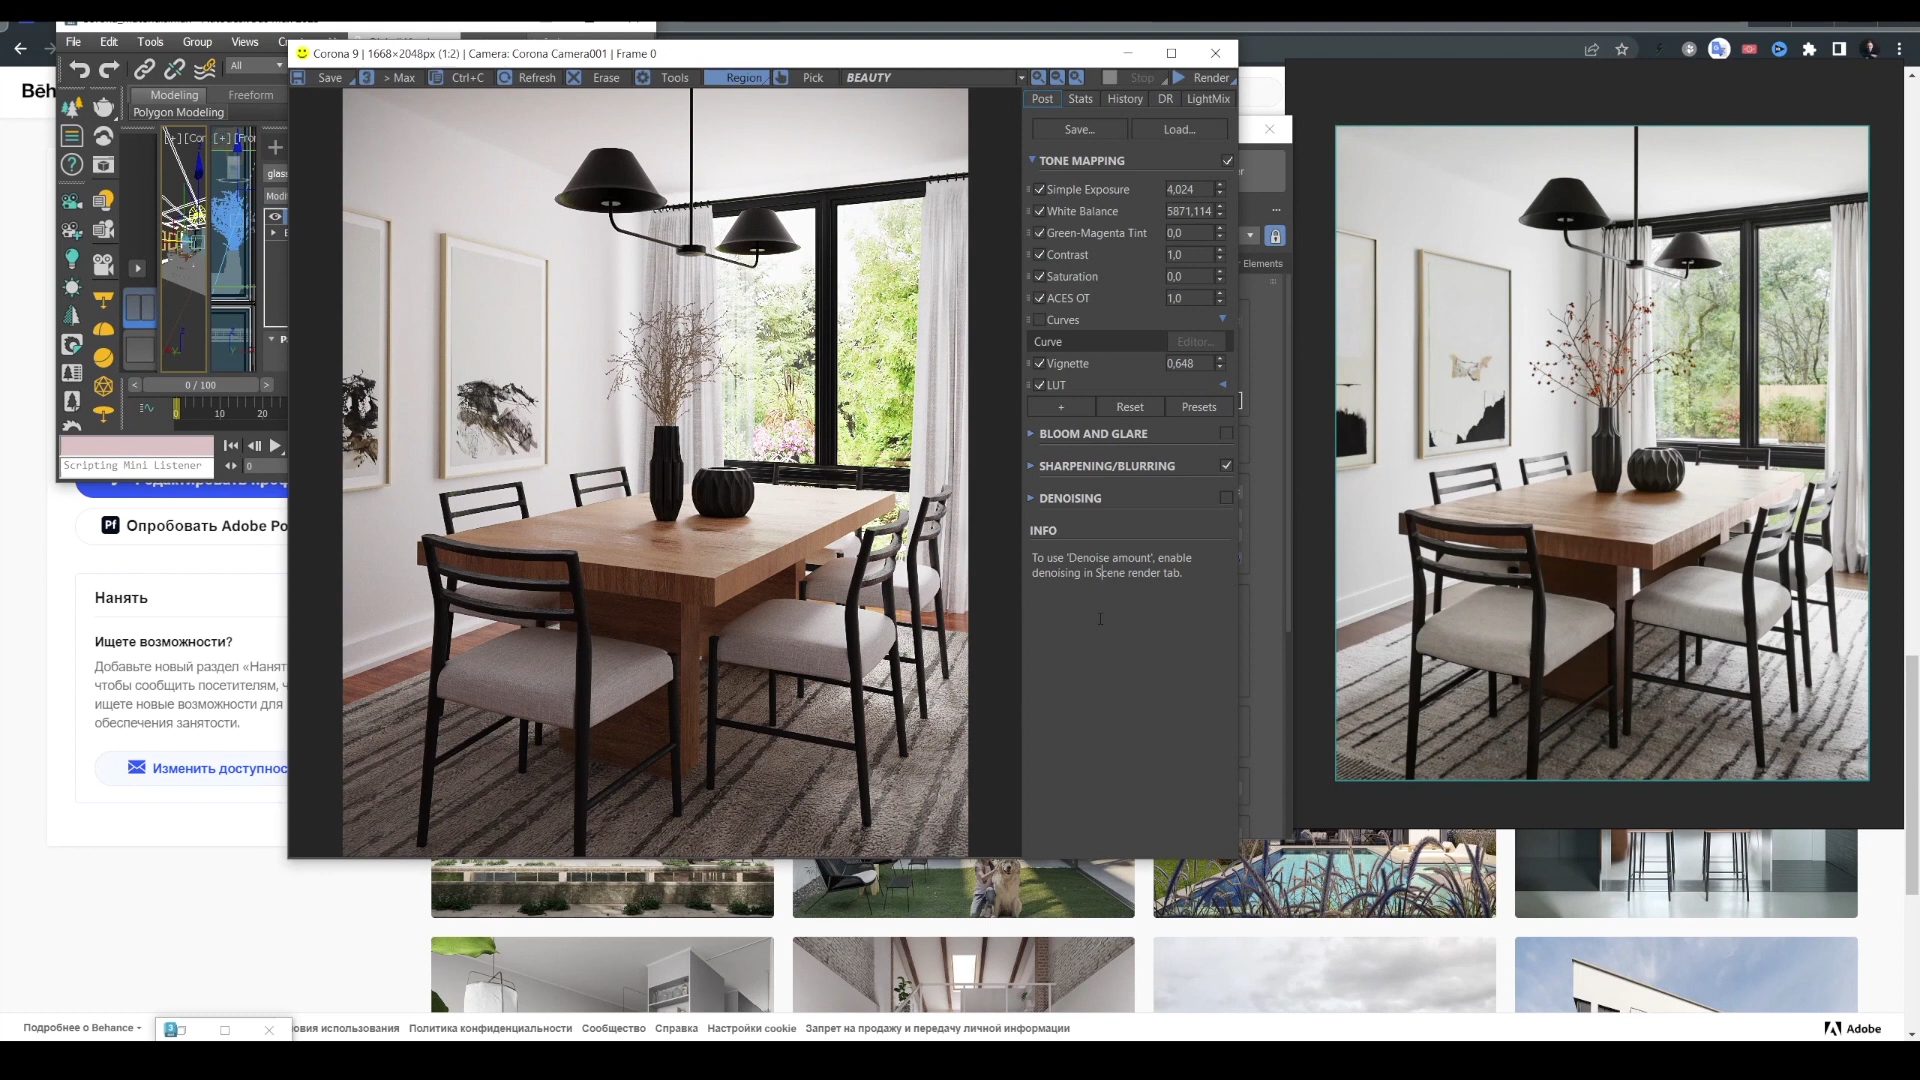 Corona 9 | 1668×2048px (1:2) | Camera: Corona Camera001 | Frame 0
File Edit Tools Group Views
Save > Max Ctrl+C Refresh Erase Tools Region Pick BEAUTY Stop Render
All
Modeling Freeform
Polygon Modeling
Post Stats History DR LightMix
Save... Load...
TONE MAPPING
Simple Exposure 4,024
White Balance 5871,114
Green-Magenta Tint 0,0
Contrast 1,0
Saturation 0,0
ACES OT 1,0
Curves
Curve Editor...
Vignette 0,648
LUT
+ Reset Presets
BLOOM AND GLARE
SHARPENING/BLURRING
DENOISING
INFO
To use 'Denoise amount', enable
denoising in Scene render tab.
Elements
0 / 100
0 10 20
Scripting Mini Listener
0
Опробовать Adobe Po
Нанять
Ищете возможности?
Добавьте новый раздел «Нанят
чтобы сообщить посетителям, ч
ищете новые возможности для
обеспечения занятости.
Изменить доступнос
Подробнее о Behance
овия использования Политика конфиденциальности Сообщество Справка Настройки cookie Запрет на продажу и передачу личной информации
Adobe